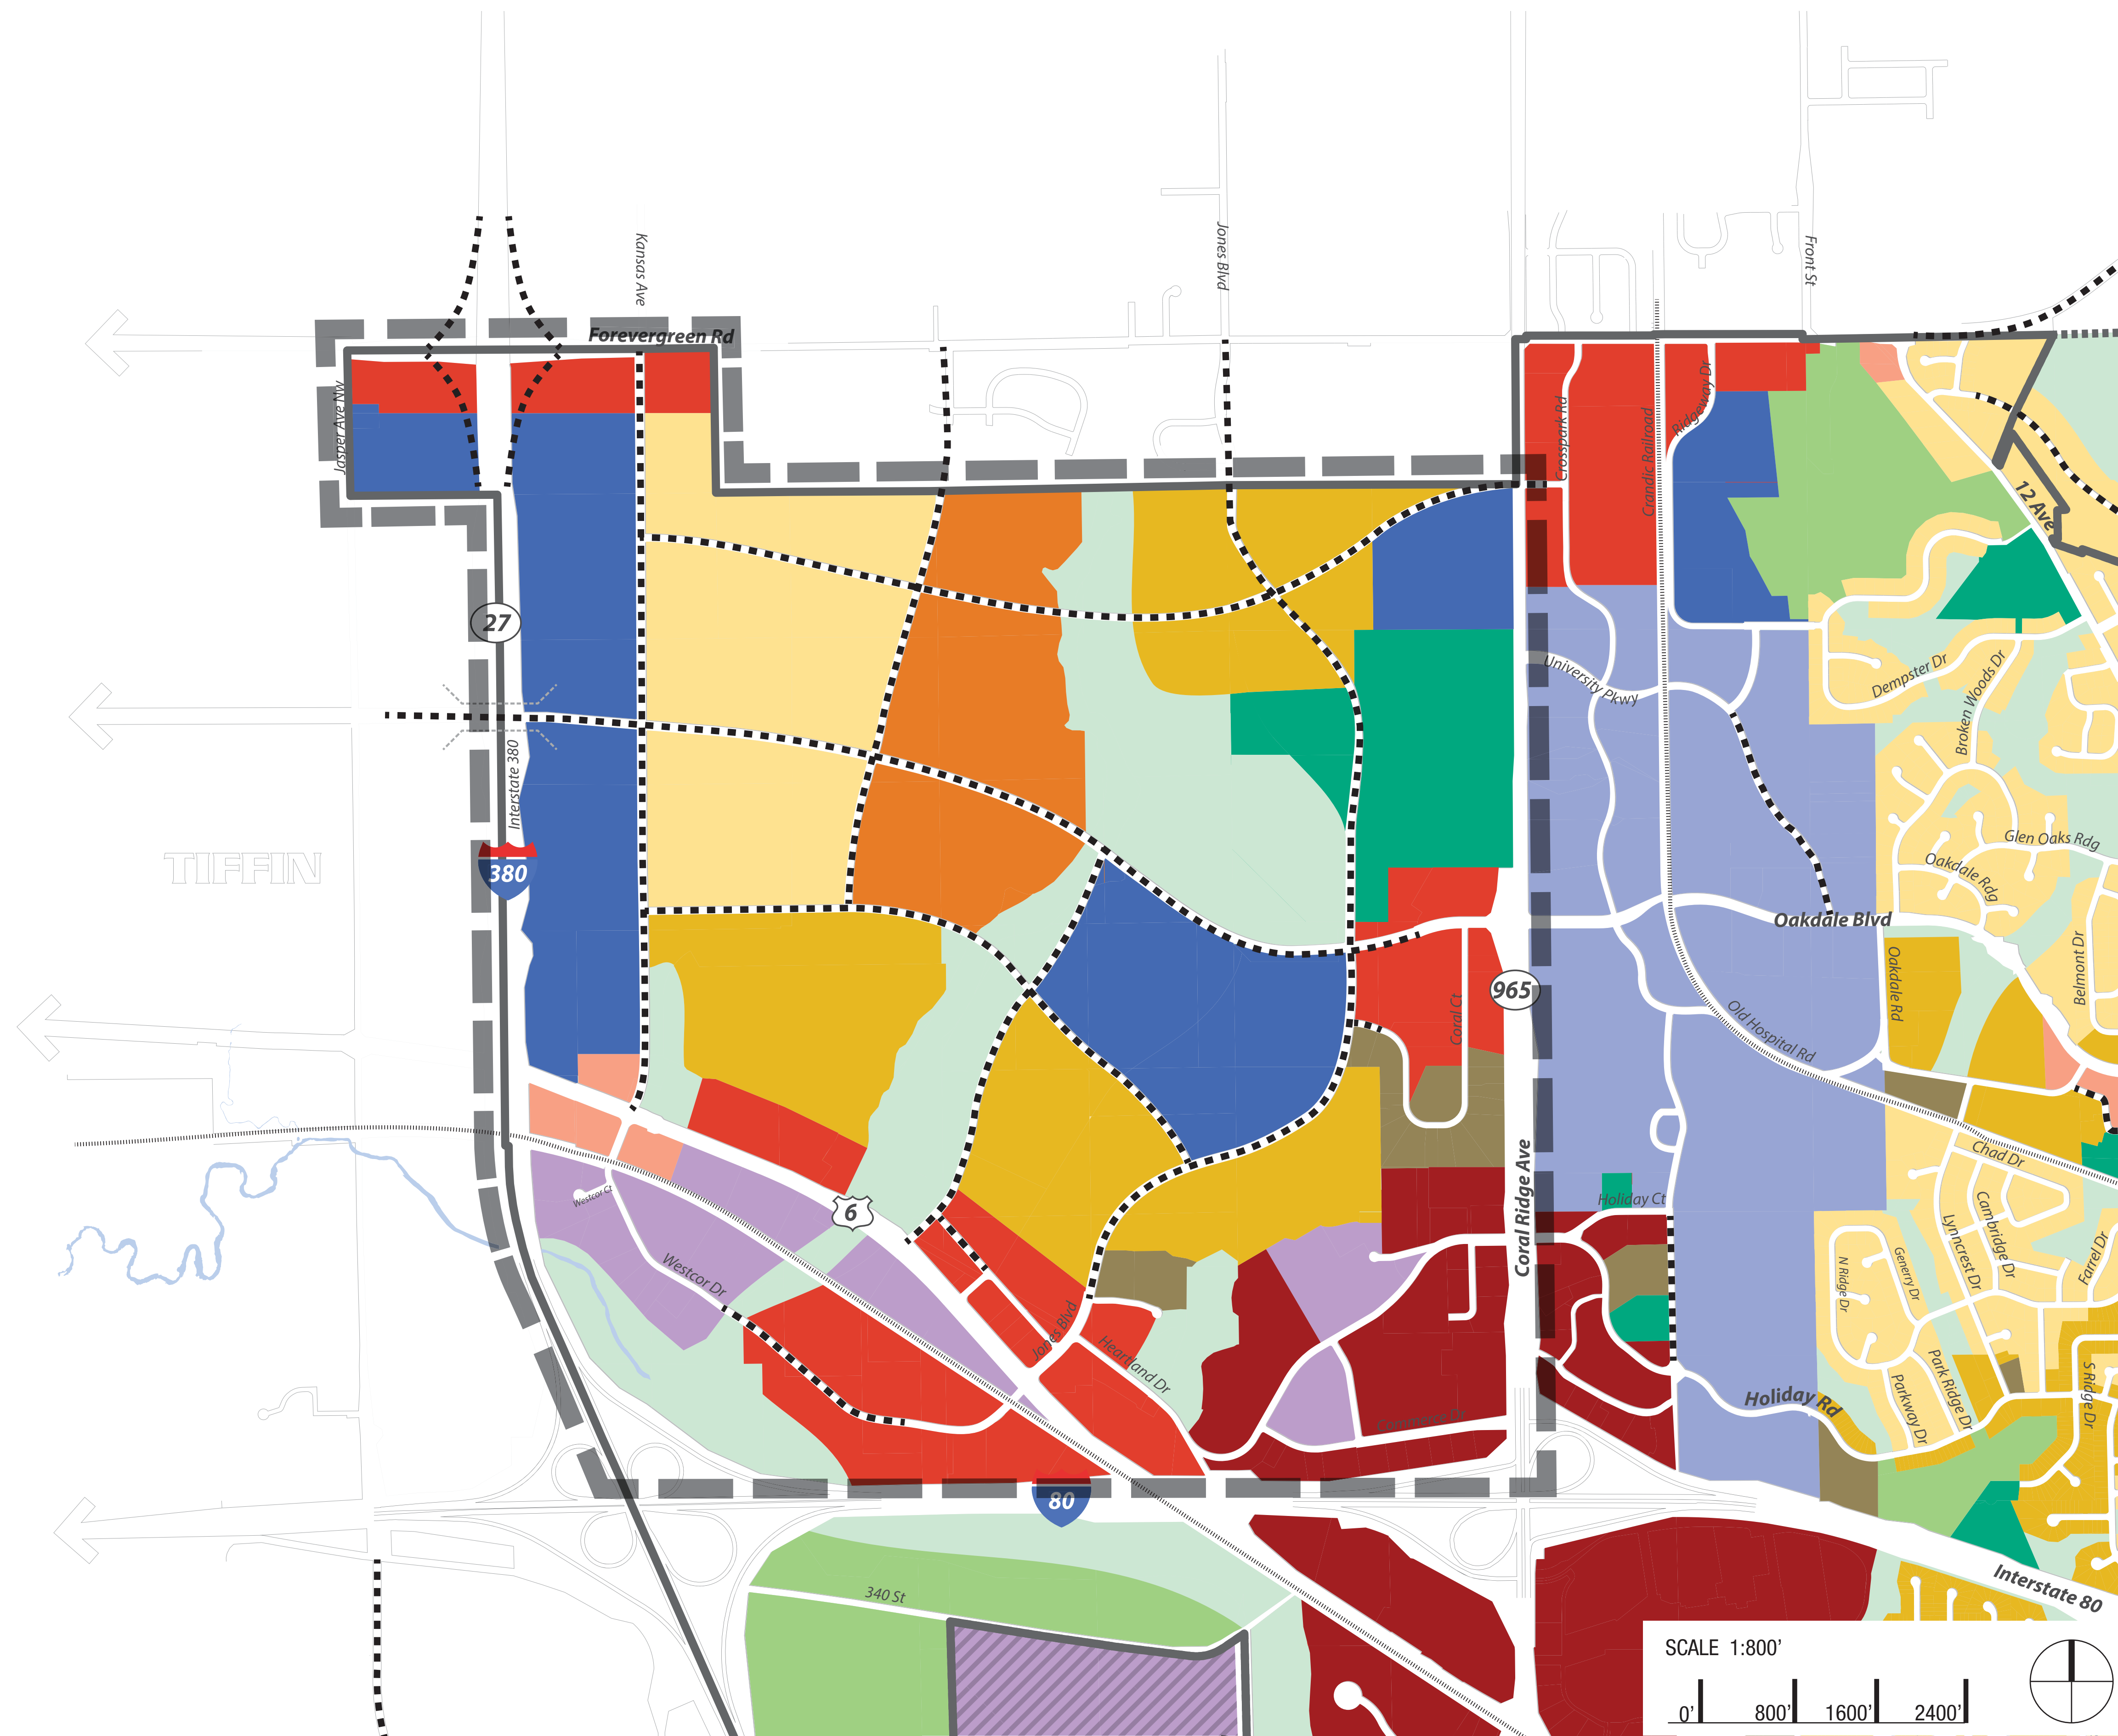 Kansas Ave
Jones Blvd
Front St
Forevergreen Rd
Jasper Ave NW
Crosspark Rd
Crandic Railroad
Ridgeway Dr
12 Ave
27
University Pkwy
Dempster Dr
Broken Woods Dr
Interstate 380
380
TIFFIN
Glen Oaks Rdg
Oakdale Rdg
Oakdale Blvd
Oakdale Rd
Belmont Dr
965
Coral Ct
Old Hospital Rd
Chad Dr
Coral Ridge Ave
Holiday Ct
Westcor Ct
6
Westcor Dr
Lynncrest Dr
Cambridge Dr
Farrel Dr
N Ridge Dr
Generry Dr
Jones Blvd
Heartland Dr
Commerce Dr
Holiday Rd
Parkway Dr
Park Ridge Dr
S Ridge Dr
80
340 St
Interstate 80
SCALE 1:800'
0' 800' 1600' 2400'